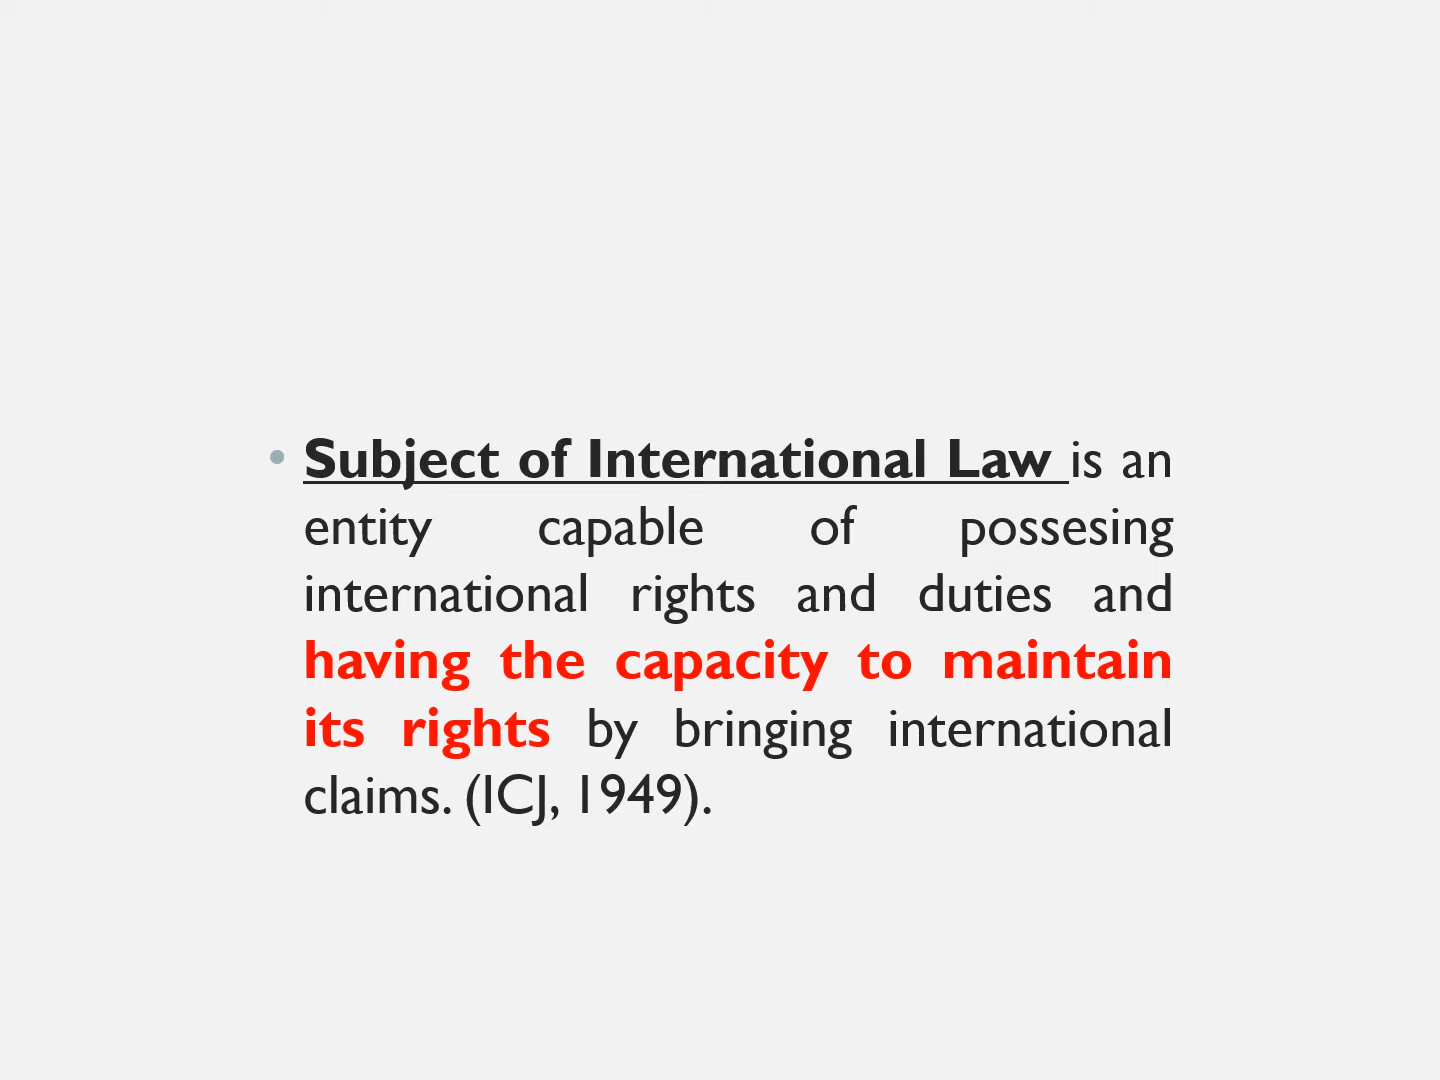 • Subject of International Law is an
entity capable of possesing
international rights and duties and
having the capacity to maintain
its rights by bringing international
claims. (ICJ, 1949).